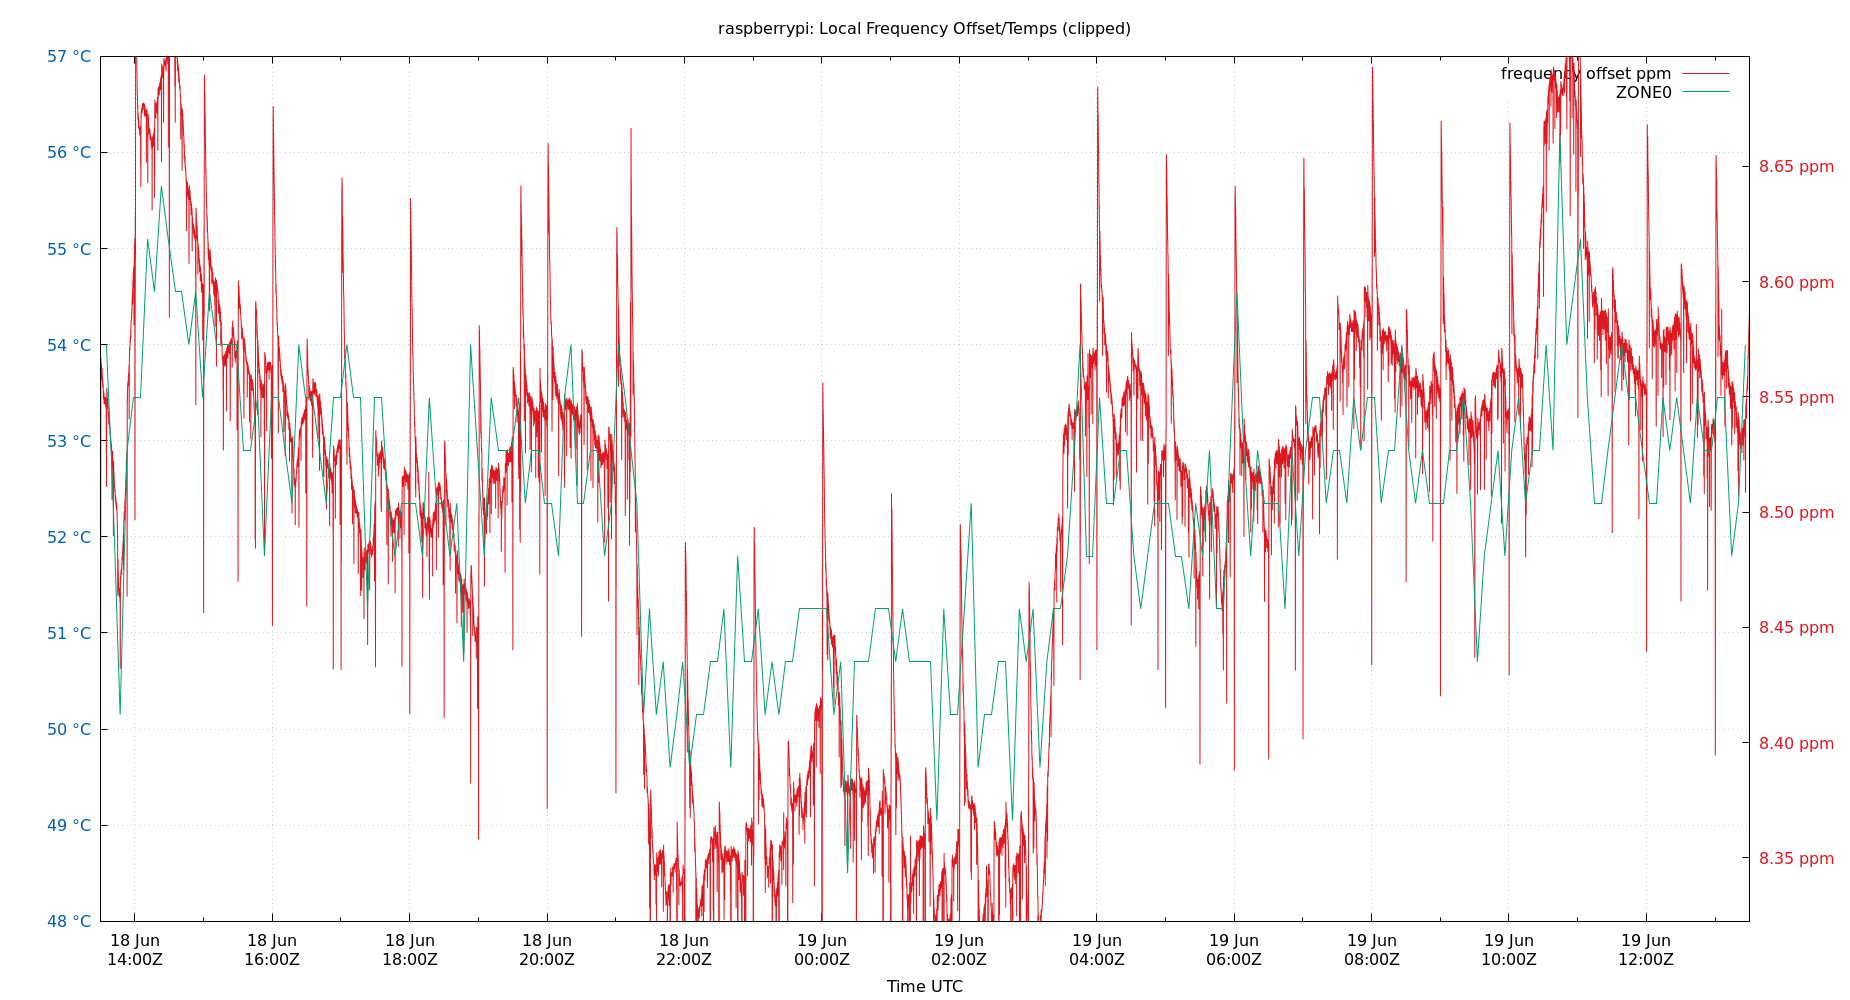 raspberrypi: Local Frequency Offset/Temps (clipped)
57 °C
56 °C
55 °C
54 °C
53 °C
52 °C
51 °C
50 °C
49 °C
48 °C
frequency offset ppm
ZONE0
8.65 ppm
8.60 ppm
8.55 ppm
8.50 ppm
8.45 ppm
8.40 ppm
8.35 ppm
18 Jun 18 Jun 18 Jun 18 Jun 18 Jun 19 Jun 19 Jun 19 Jun 19 Jun 19 Jun 19 Jun 19 Jun
14:00Z 16:00Z 18:00Z 20:00Z 22:00Z 00:00Z 02:00Z 04:00Z 06:00Z 08:00Z 10:00Z 12:00Z
Time UTC